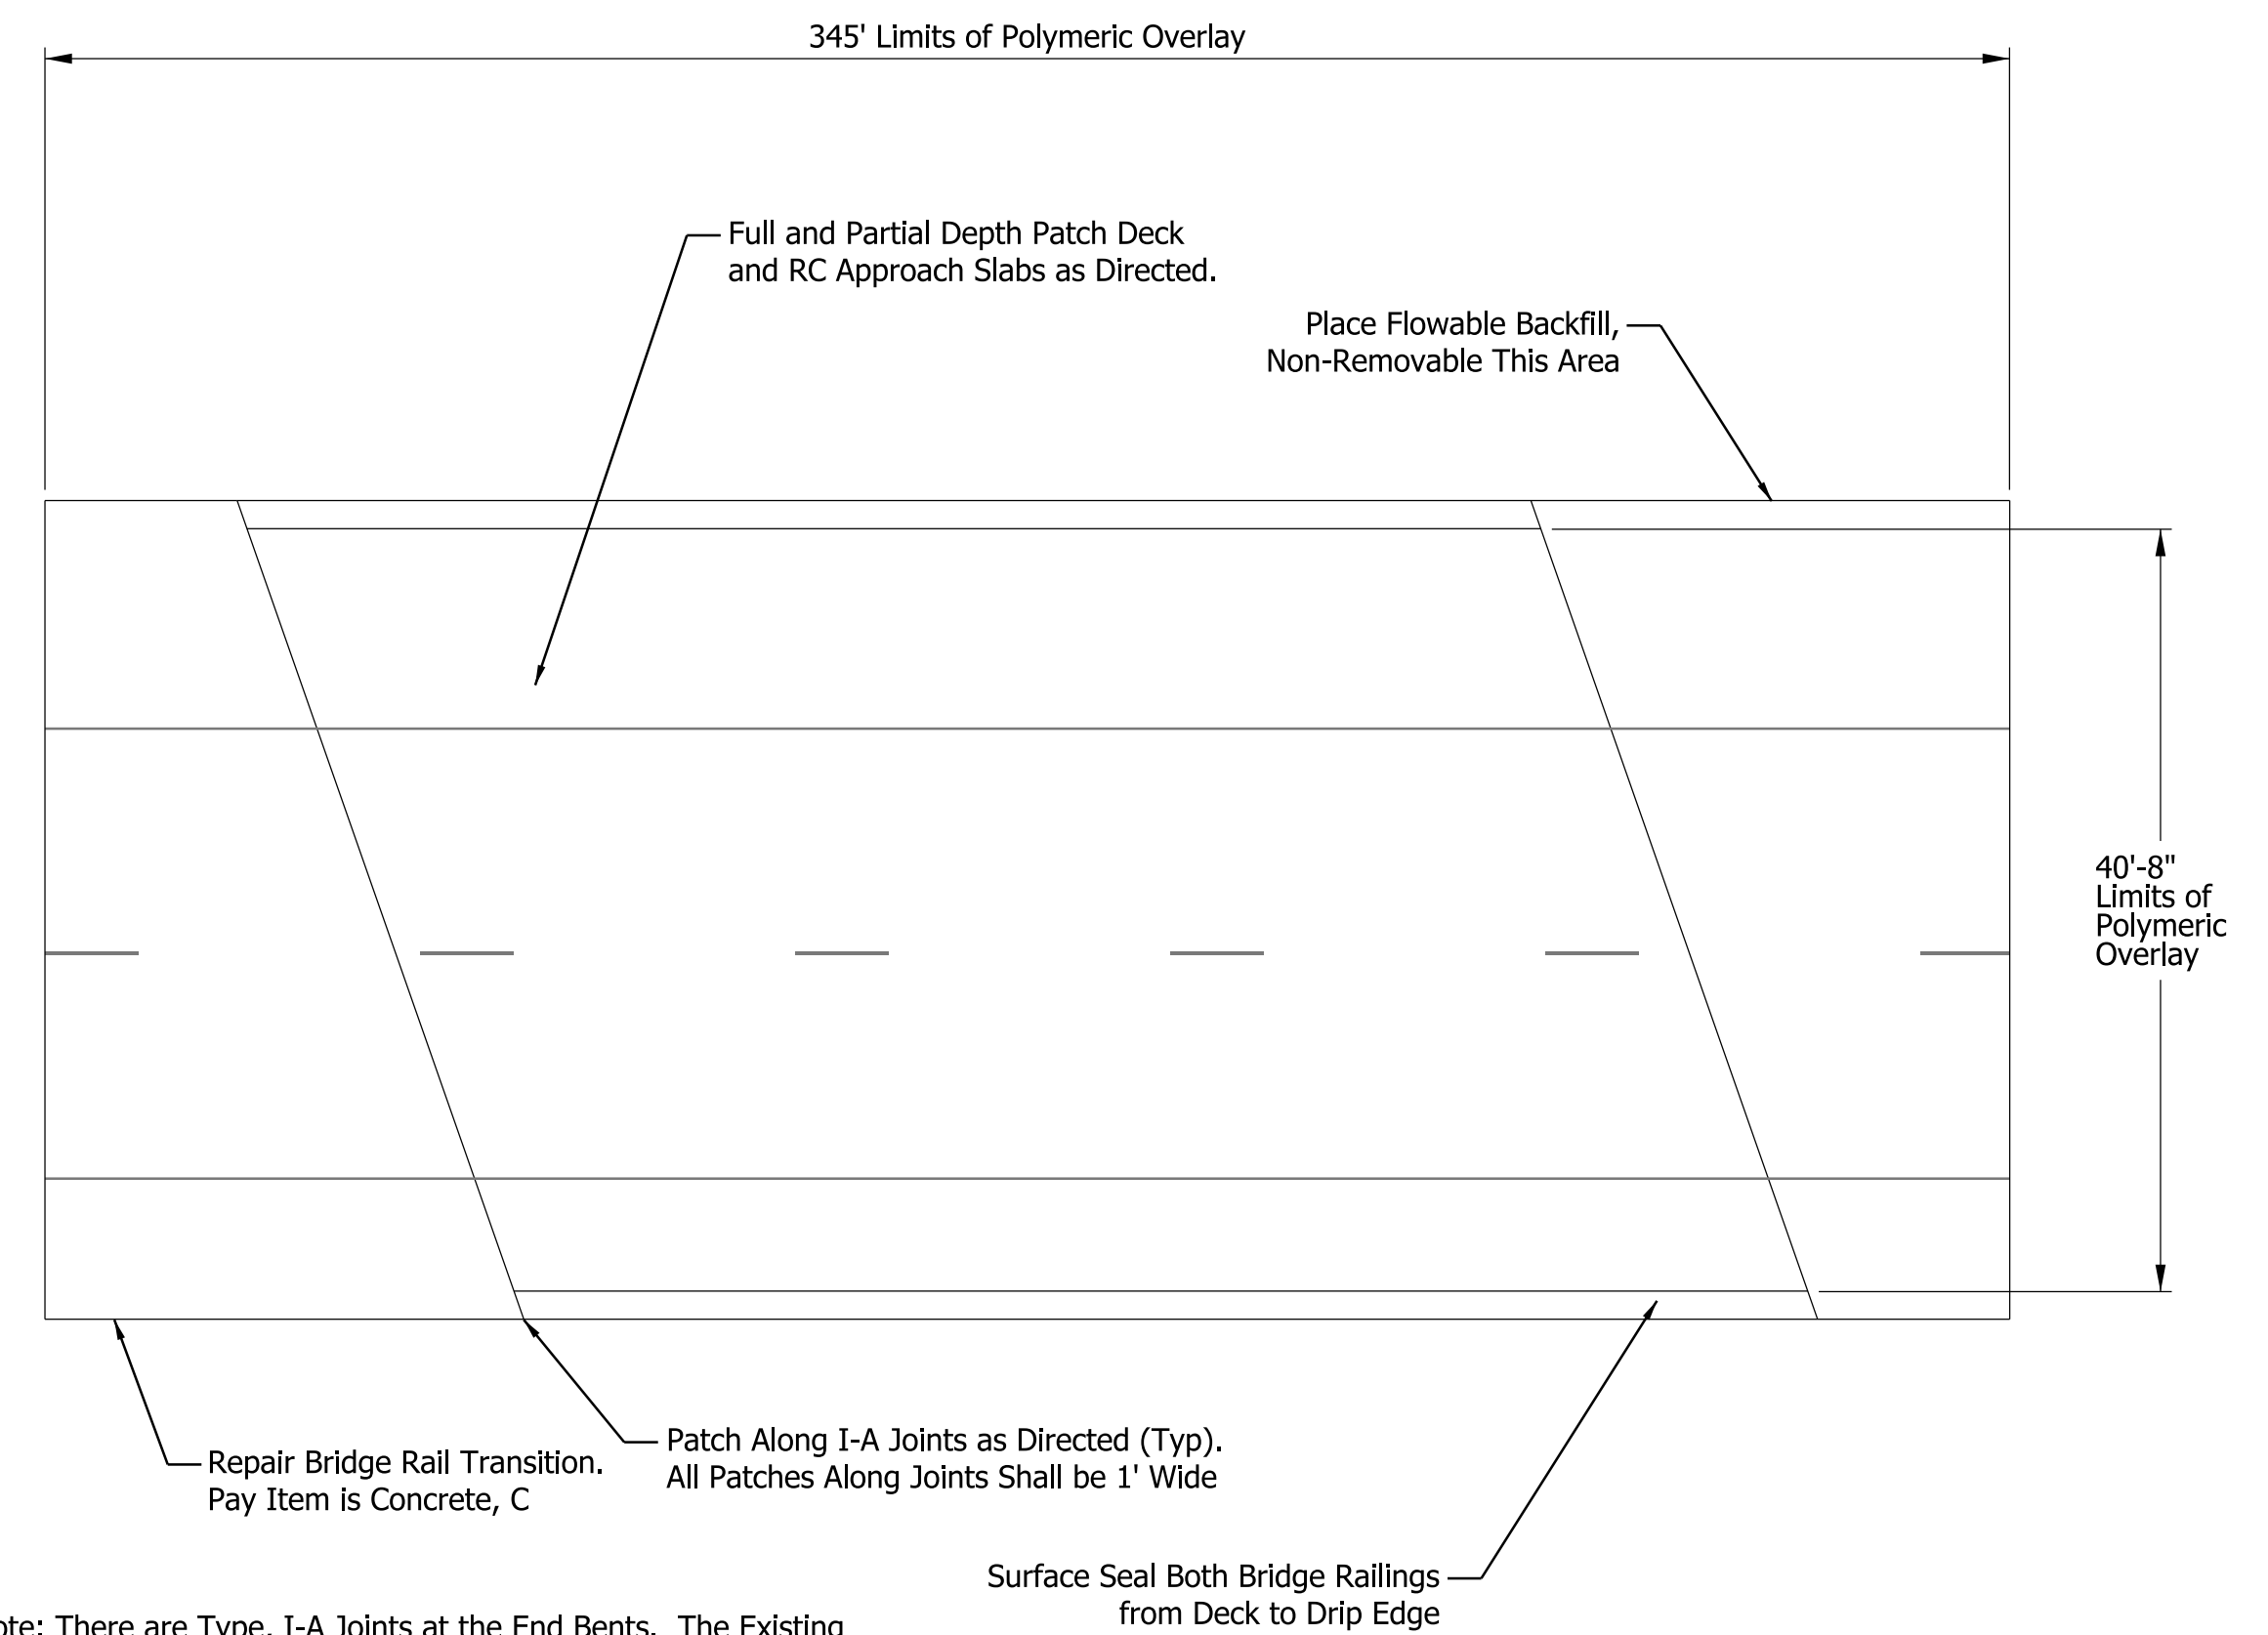 345' Limits of Polymeric Overlay
Full and Partial Depth Patch Deck
and RC Approach Slabs as Directed.
Place Flowable Backfill,
Non-Removable This Area
40'-8"
Limits of
Polymeric
Overlay
Repair Bridge Rail Transition.
Pay Item is Concrete, C
Patch Along I-A Joints as Directed (Typ).
All Patches Along Joints Shall be 1' Wide
Surface Seal Both Bridge Railings
from Deck to Drip Edge
ote: There are Type, I-A Joints at the End Bents. The Existing